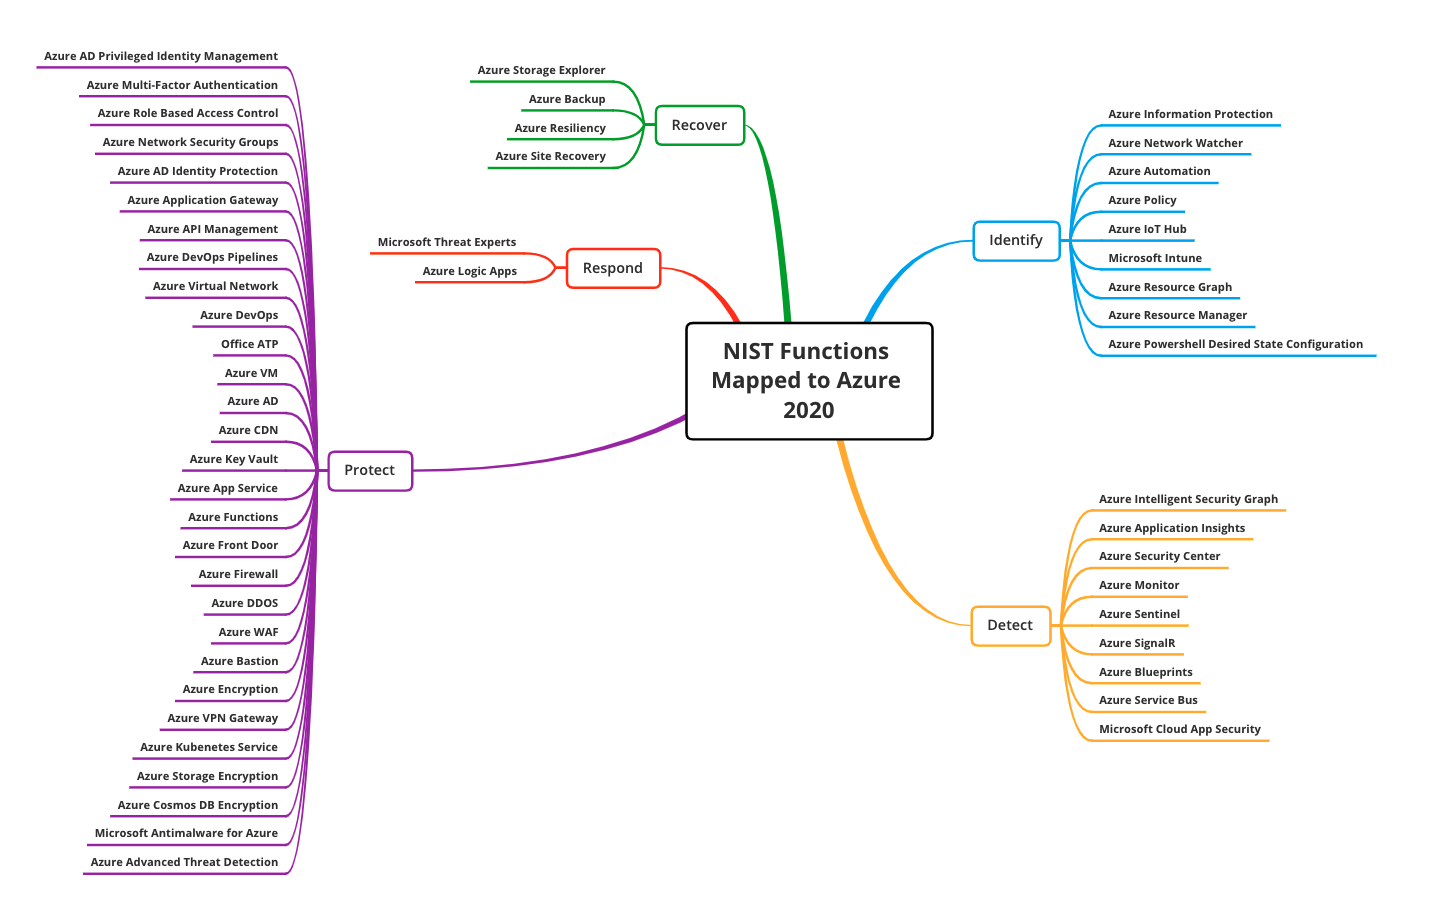 NIST Functions
Mapped to Azure
2020
Identify
Azure Information Protection
Azure Network Watcher
Azure Automation
Azure Policy
Azure IoT Hub
Microsoft Intune
Azure Resource Graph
Azure Resource Manager
Azure Powershell Desired State Configuration
Detect
Azure Intelligent Security Graph
Azure Application Insights
Azure Security Center
Azure Monitor
Azure Sentinel
Azure SignalR
Azure Blueprints
Azure Service Bus
Microsoft Cloud App Security
Protect
Azure AD Privileged Identity Management
Azure Multi-Factor Authentication
Azure Role Based Access Control
Azure Network Security Groups
Azure AD Identity Protection
Azure Application Gateway
Azure API Management
Azure DevOps Pipelines
Azure Virtual Network
Azure DevOps
Office ATP
Azure VM
Azure AD
Azure CDN
Azure Key Vault
Azure App Service
Azure Functions
Azure Front Door
Azure Firewall
Azure DDOS
Azure WAF
Azure Bastion
Azure Encryption
Azure VPN Gateway
Azure Kubenetes Service
Azure Storage Encryption
Azure Cosmos DB Encryption
Microsoft Antimalware for Azure
Azure Advanced Threat Detection
Respond
Microsoft Threat Experts
Azure Logic Apps
Recover
Azure Storage Explorer
Azure Backup
Azure Resiliency
Azure Site Recovery